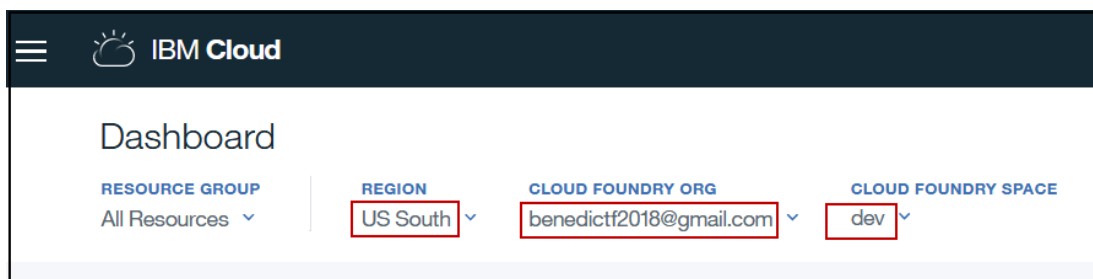 IBM Cloud
Dashboard
RESOURCE GROUP REGION CLOUD FOUNDRY ORG CLOUD FOUNDRY SPACE
All Resources US South benedictf2018@gmail.com dev